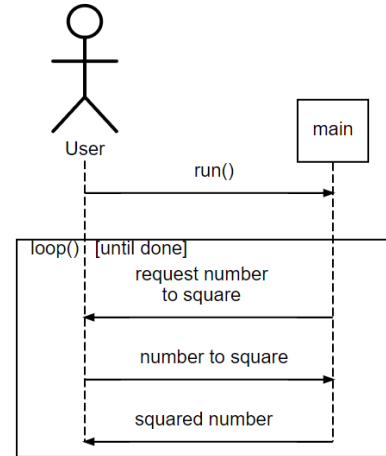 User
main
run()
loop() [until done]
request number
to square
number to square
squared number